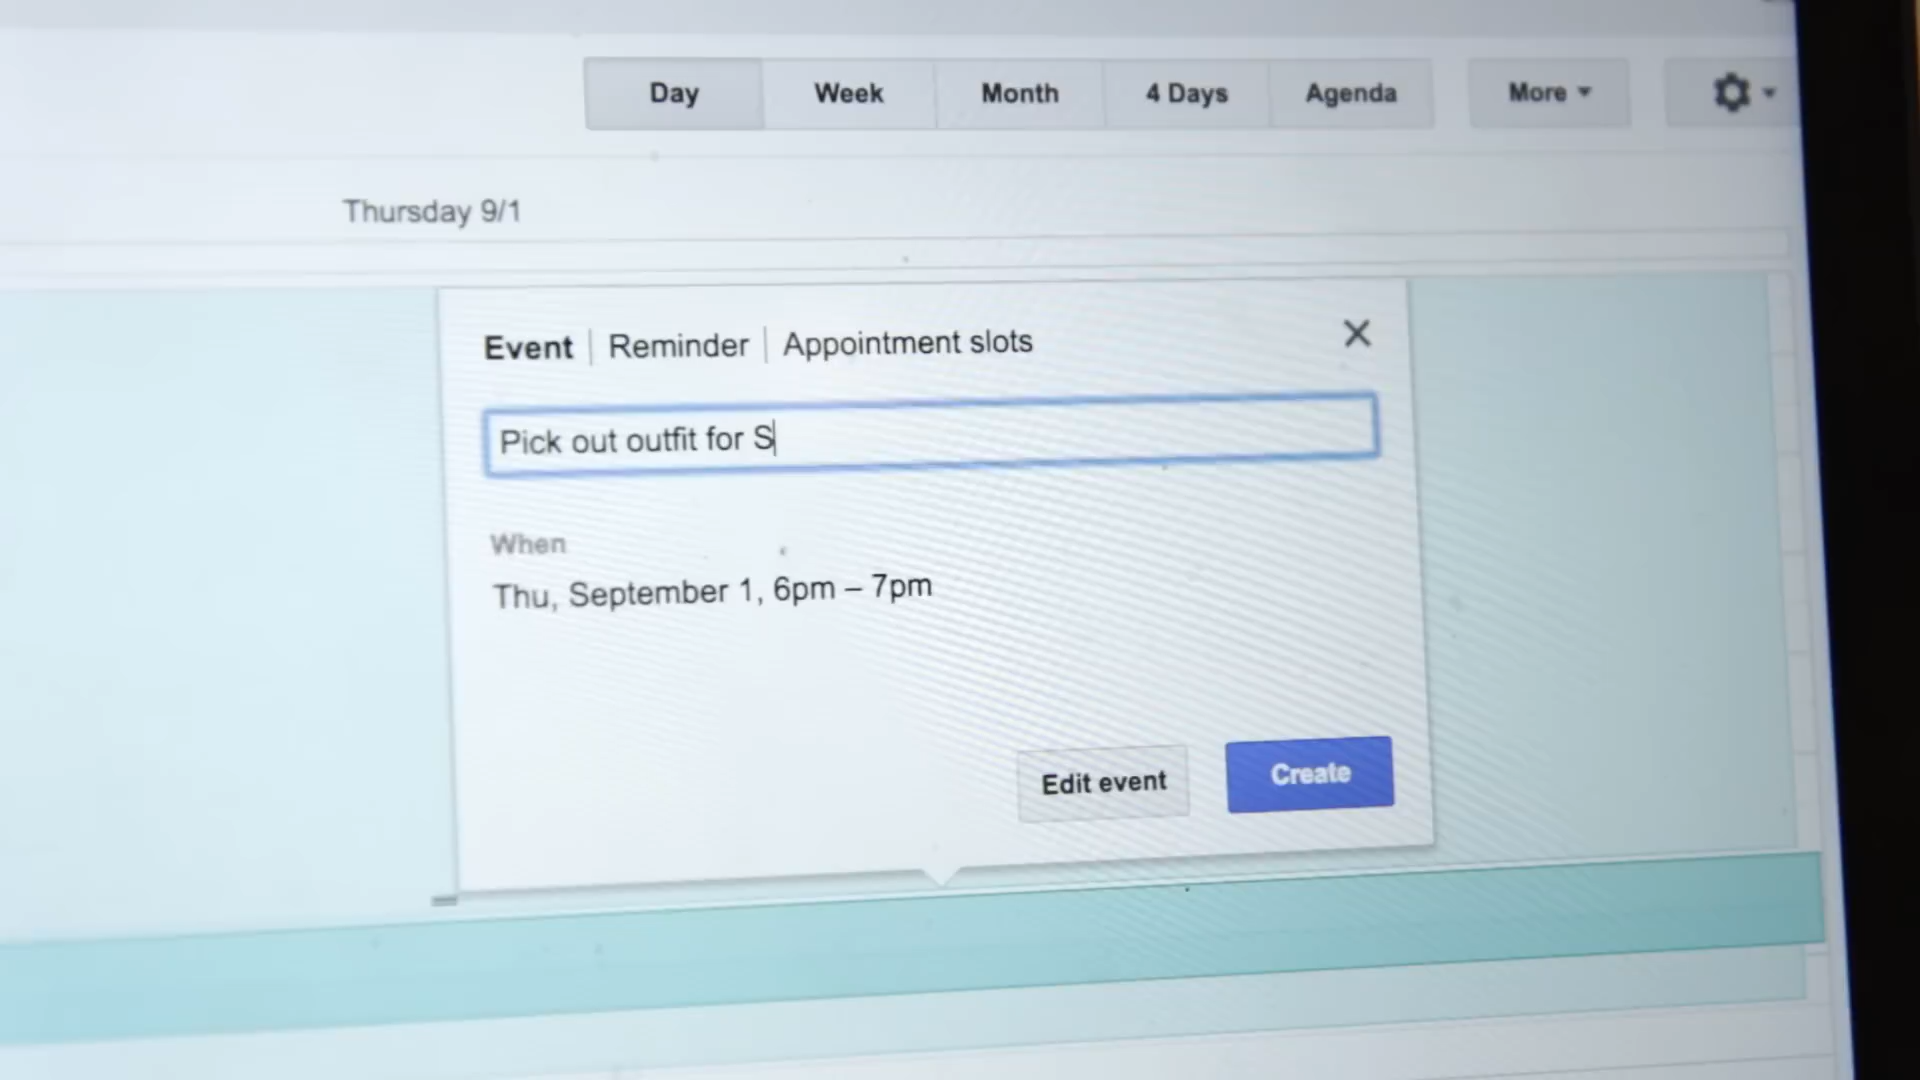 Day Week Month 4 Days Agenda More
Thursday 9/1
Event Reminder Appointment slots
Pick out outfit for S
When
Thu, September 1, 6pm – 7pm
Edit event Create